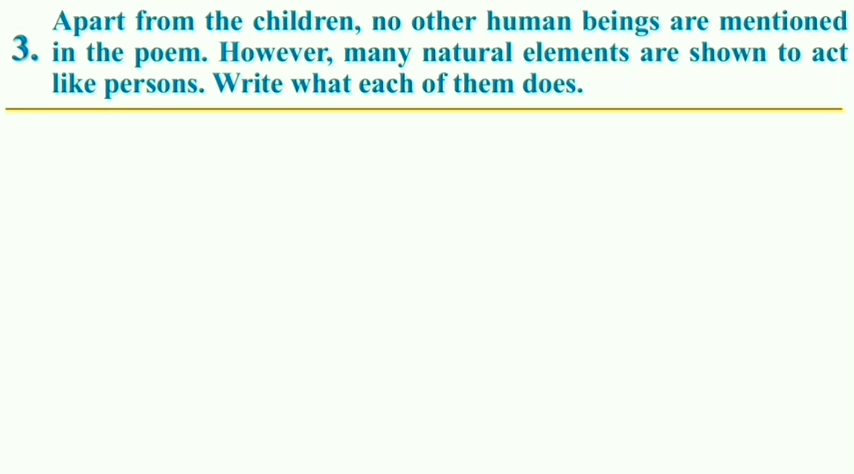 Apart from the children, no other human beings are mentioned
3. in the poem. However, many natural elements are shown to act
like persons. Write what each of them does.